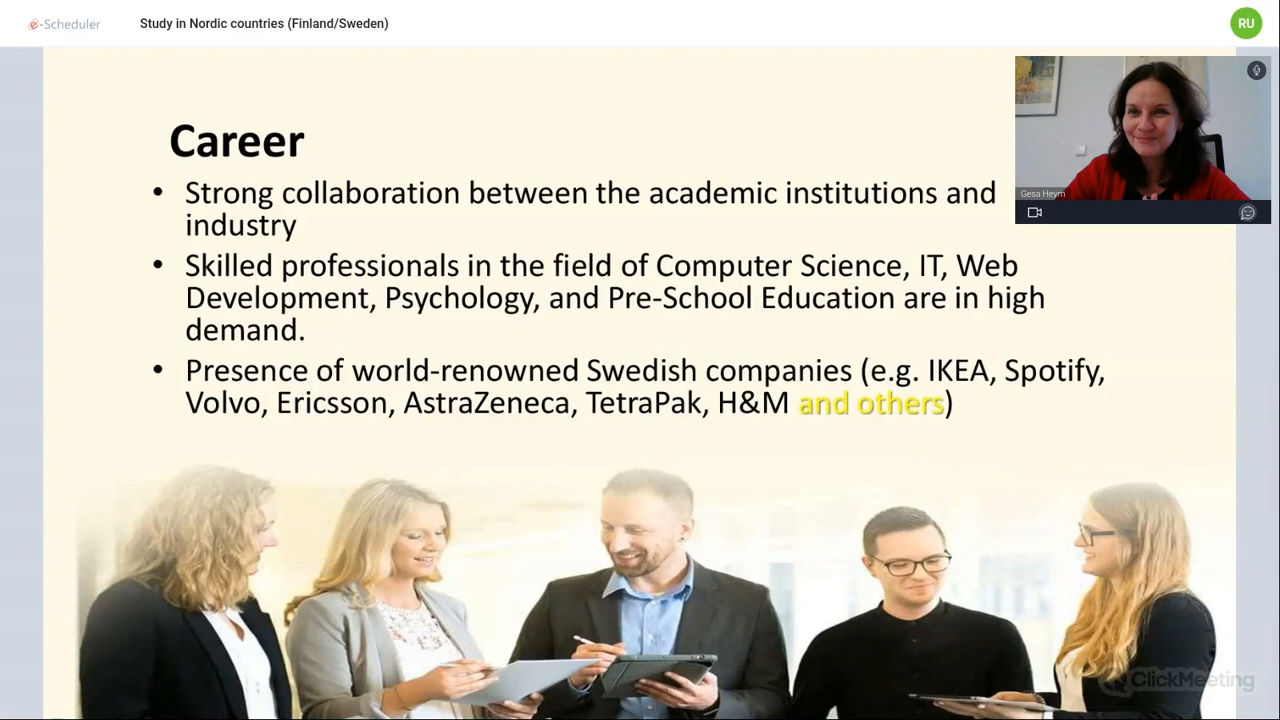 e-Scheduler
Study in Nordic countries (Finland/Sweden)
RU
Gesa Heym
Career
• Strong collaboration between the academic institutions and
industry
• Skilled professionals in the field of Computer Science, IT, Web
Development, Psychology, and Pre-School Education are in high
demand.
• Presence of world-renowned Swedish companies (e.g. IKEA, Spotify,
Volvo, Ericsson, AstraZeneca, TetraPak, H&M and others)
ClickMeeting